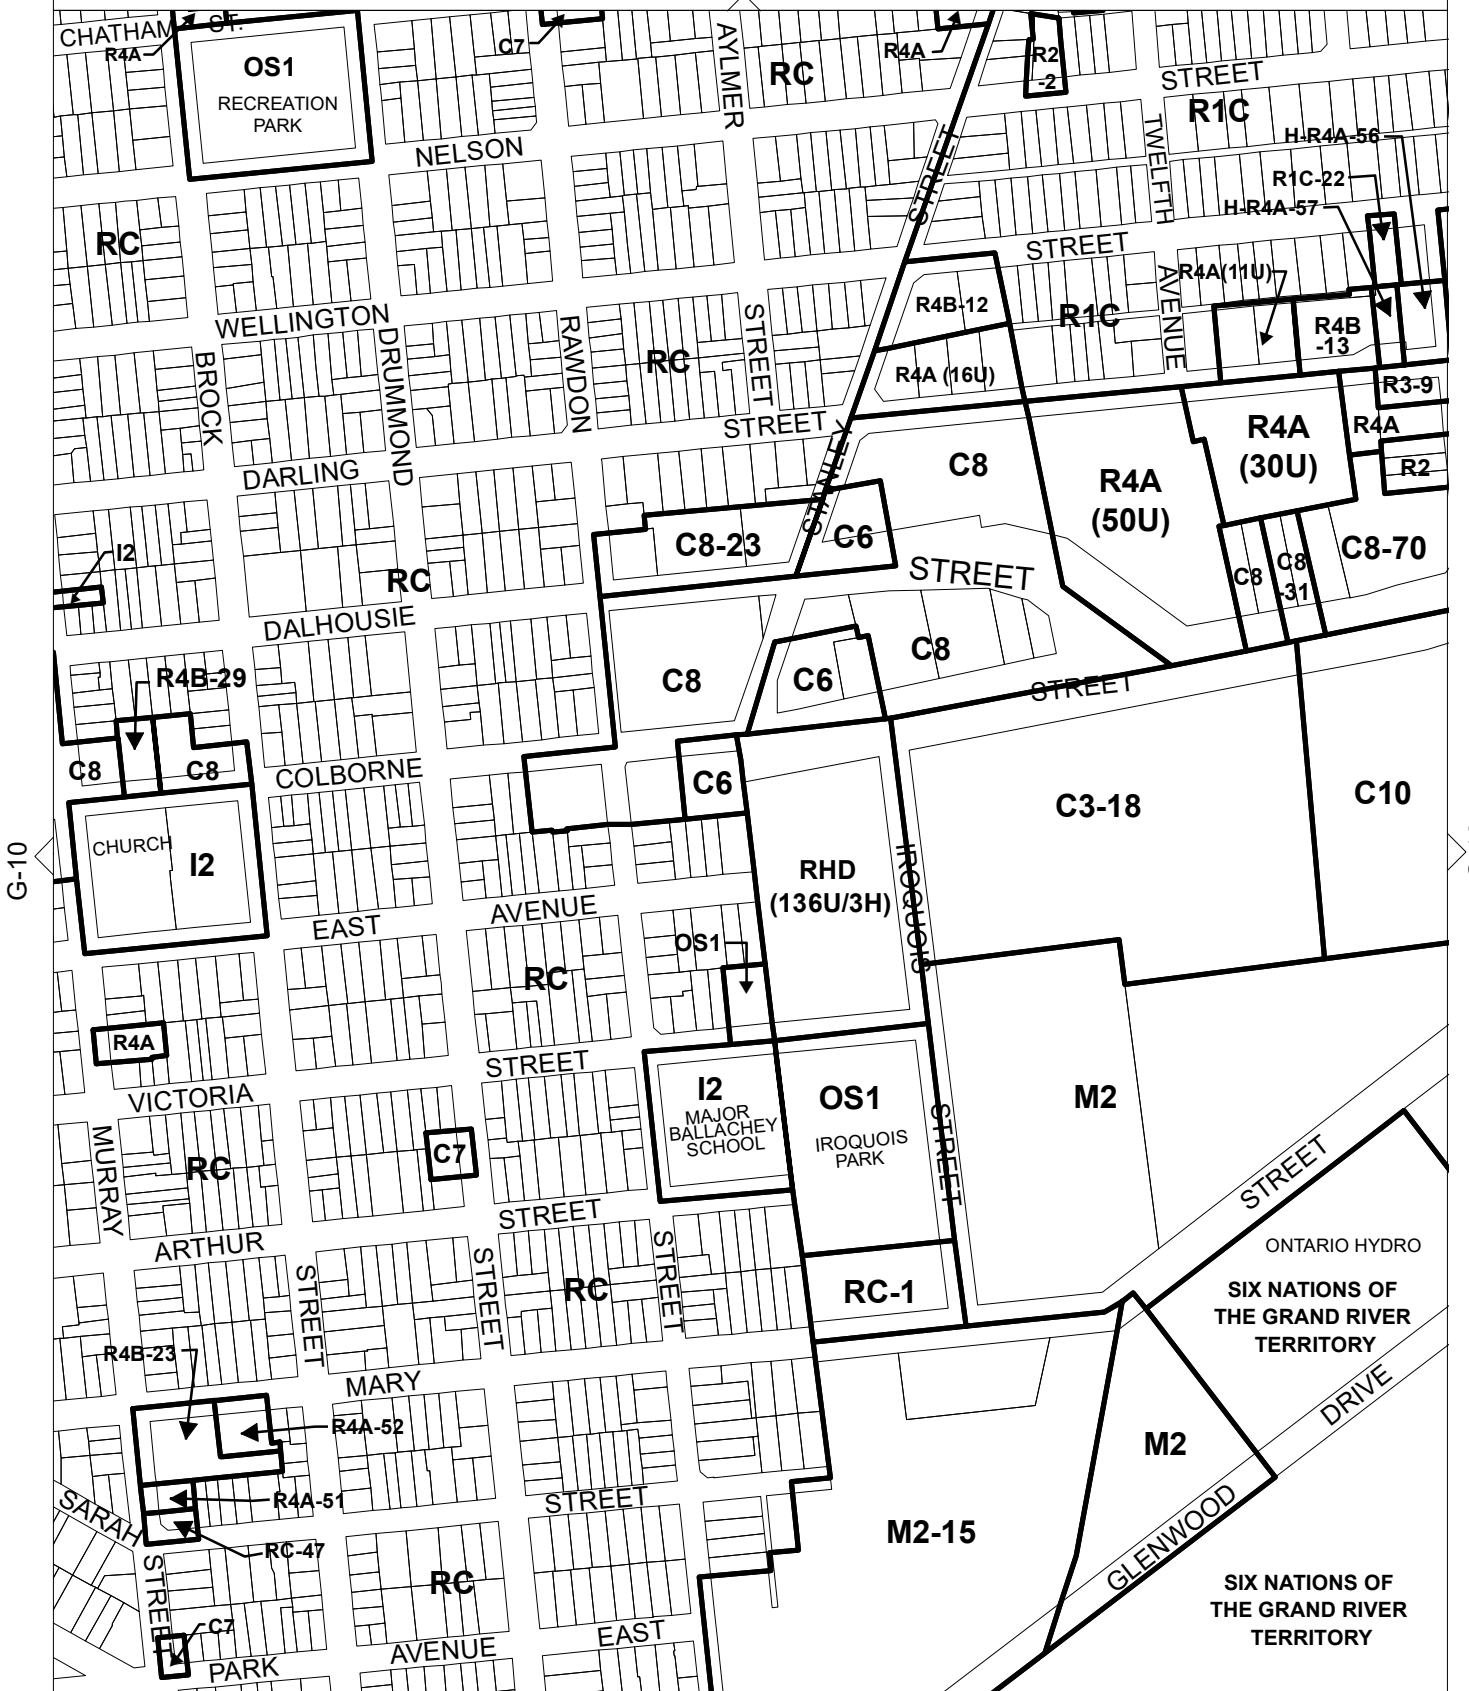 CHATHAM ST.
R4A
OS1
RECREATION
PARK
C7
AYLMER
RC
R4A
R2
-2
STREET
R1C
H-R4A-56
R1C-22
H-R4A-57
NELSON
TWELFTH
STREET
RC
STREET
R4A(11U)
R4B-12
R1C
AVENUE
R4B
-13
WELLINGTON
DRUMMOND
RAWDON
STREET
BROCK
RC
R4A (16U)
R3-9
R4A
R2
STREET
STANLEY
DARLING
C8
R4A
(30U)
R4A
(50U)
C8-23
C6
I2
RC
STREET
C8
C8
-31
C8-70
DALHOUSIE
R4B-29
C8
C6
C8
STREET
C8
C8
COLBORNE
C6
C3-18
C10
G-10
CHURCH
I2
RHD
(136U/3H)
IROQUOIS
EAST
AVENUE
OS1
RC
R4A
STREET
VICTORIA
I2
MAJOR
BALLACHEY
SCHOOL
OS1
IROQUOIS
PARK
M2
STREET
MURRAY
RC
C7
STREET
STREET
ARTHUR
STREET
STREET
STREET
RC
RC-1
ONTARIO HYDRO
SIX NATIONS OF
THE GRAND RIVER
TERRITORY
R4B-23
MARY
DRIVE
R4A-52
M2
R4A-51
STREET
SARAH
RC-47
M2-15
GLENWOOD
STREET
RC
SIX NATIONS OF
THE GRAND RIVER
TERRITORY
C7
EAST
AVENUE
PARK